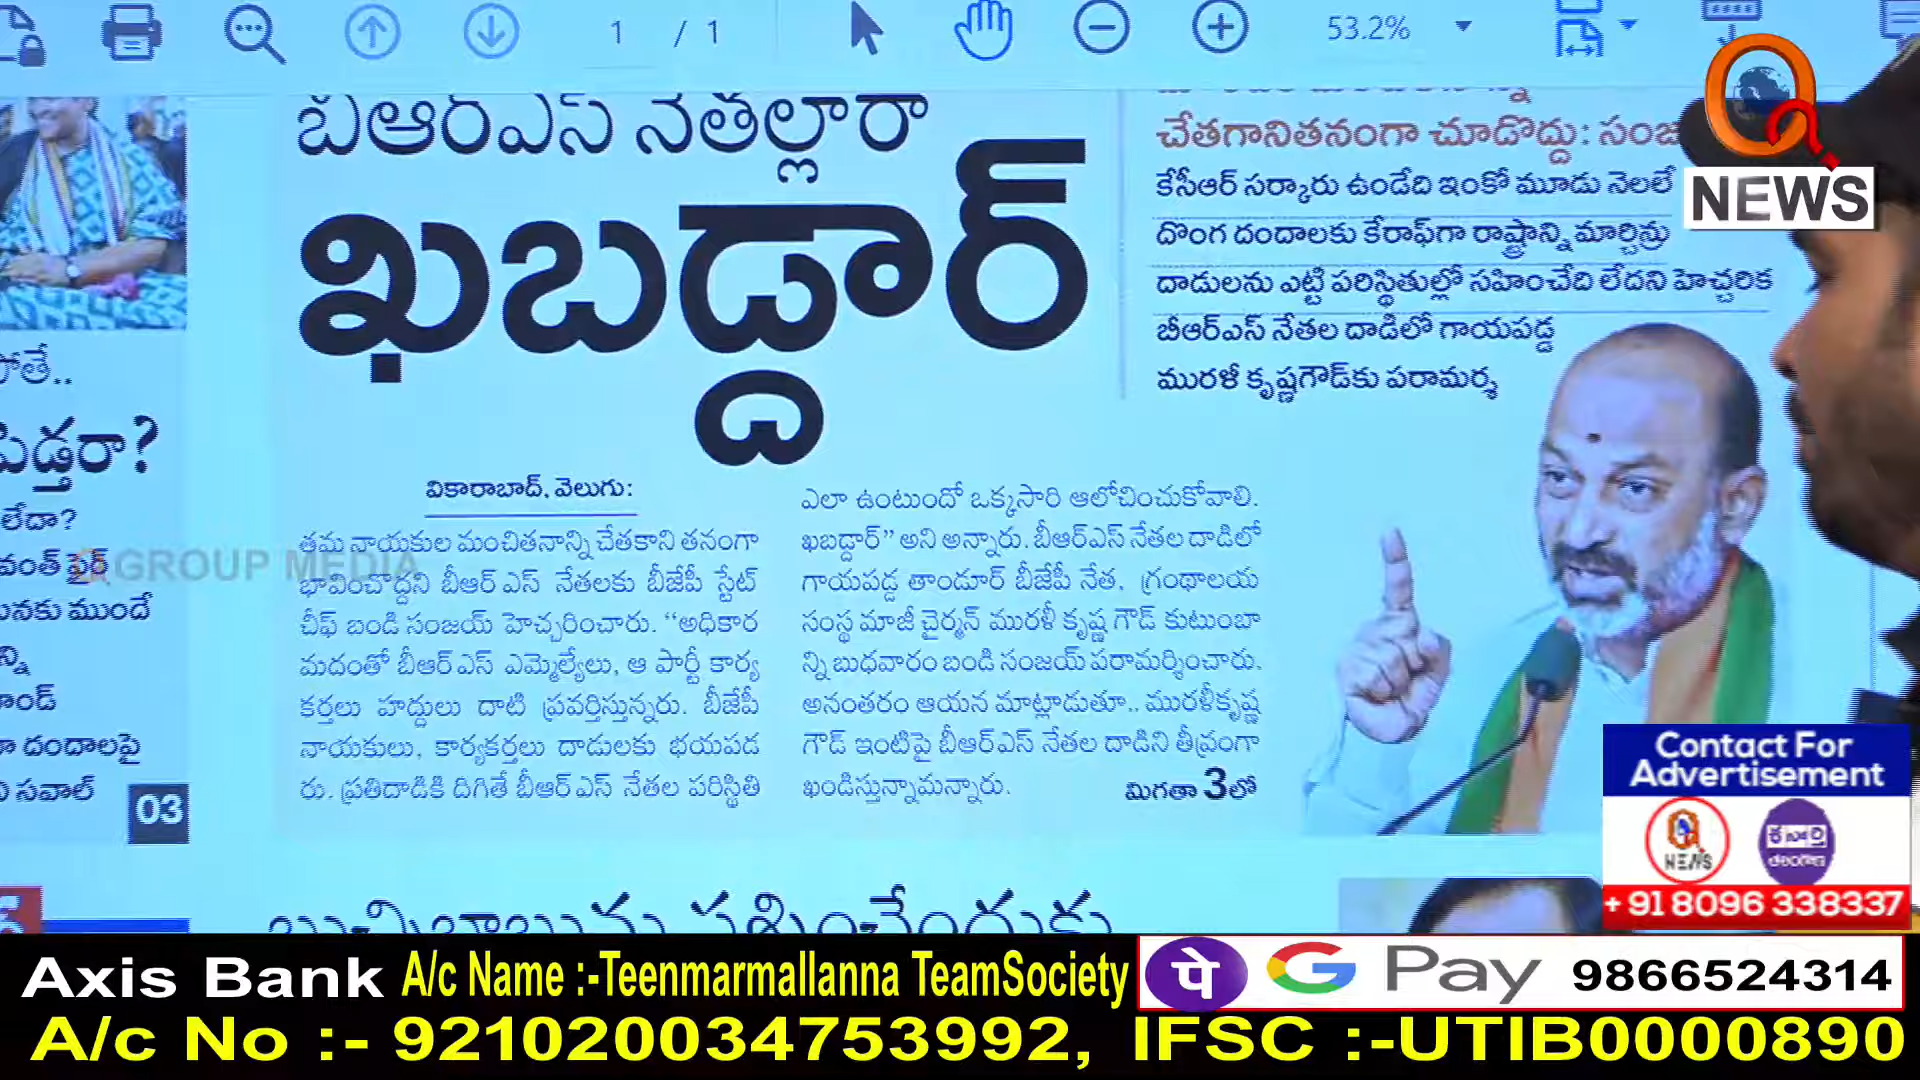 1 / 1
53.2%
బీఆర్ఎస్ నేతల్లారా
ఖబడ్దార్
చేతగానితనంగా చూడొద్దు: సంజ
కేసీఆర్ సర్కారు ఉండేది ఇంకో మూడు నెలలే
దొంగ దందాలకు కేరాఫ్‌గా రాష్ట్రాన్ని మార్చిన్రు
దాడులను ఎట్టి పరిస్థితుల్లో సహించేది లేదని హెచ్చరిక
బీఆర్ఎస్ నేతల దాడిలో గాయపడ్డ
మురళీ కృష్ణగౌడ్‌కు పరామర్శ
వికారాబాద్, వెలుగు:
తమ నాయకుల మంచితనాన్ని చేతకాని తనంగా
భావించొద్దని బీఆర్ ఎస్ నేతలకు బీజేపీ స్టేట్
చీఫ్ బండి సంజయ్ హెచ్చరించారు. “అధికార
మదంతో బీఆర్ఎస్ ఎమ్మెల్యేలు, ఆ పార్టీ కార్య
కర్తలు హద్దులు దాటి ప్రవర్తిస్తున్నరు. బీజేపీ
నాయకులు, కార్యకర్తలు దాడులకు భయపడ
రు. ప్రతిదాడికి దిగితే బీఆర్ఎస్ నేతల పరిస్థితి
ఎలా ఉంటుందో ఒక్కసారి ఆలోచించుకోవాలి.
ఖబడ్దార్” అని అన్నారు. బీఆర్ఎస్ నేతల దాడిలో
గాయపడ్డ తాండూర్ బీజేపీ నేత, గ్రంథాలయ
సంస్థ మాజీ చైర్మన్ మురళీ కృష్ణ గౌడ్ కుటుంబా
న్ని బుధవారం బండి సంజయ్ పరామర్శించారు.
అనంతరం ఆయన మాట్లాడుతూ.. మురళీకృష్ణ
గౌడ్ ఇంటిపై బీఆర్ఎస్ నేతల దాడిని తీవ్రంగా
ఖండిస్తున్నామన్నారు. మిగతా 3లో
లేదా?
నకు ముందే
దందాలపై
సవాల్
03
GROUP MEDIA
Q NEWS
Contact For
Advertisement
Q NEWS
తెలంగాణ
+ 91 8096 338337
Axis Bank A/c Name :-Teenmarmallanna TeamSociety
पे G Pay 9866524314
A/c No :- 921020034753992, IFSC :-UTIB0000890